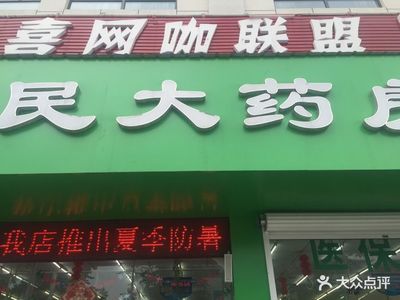 喜网咖联盟
民大药房
我店推出夏季防暑
医保
大众点评